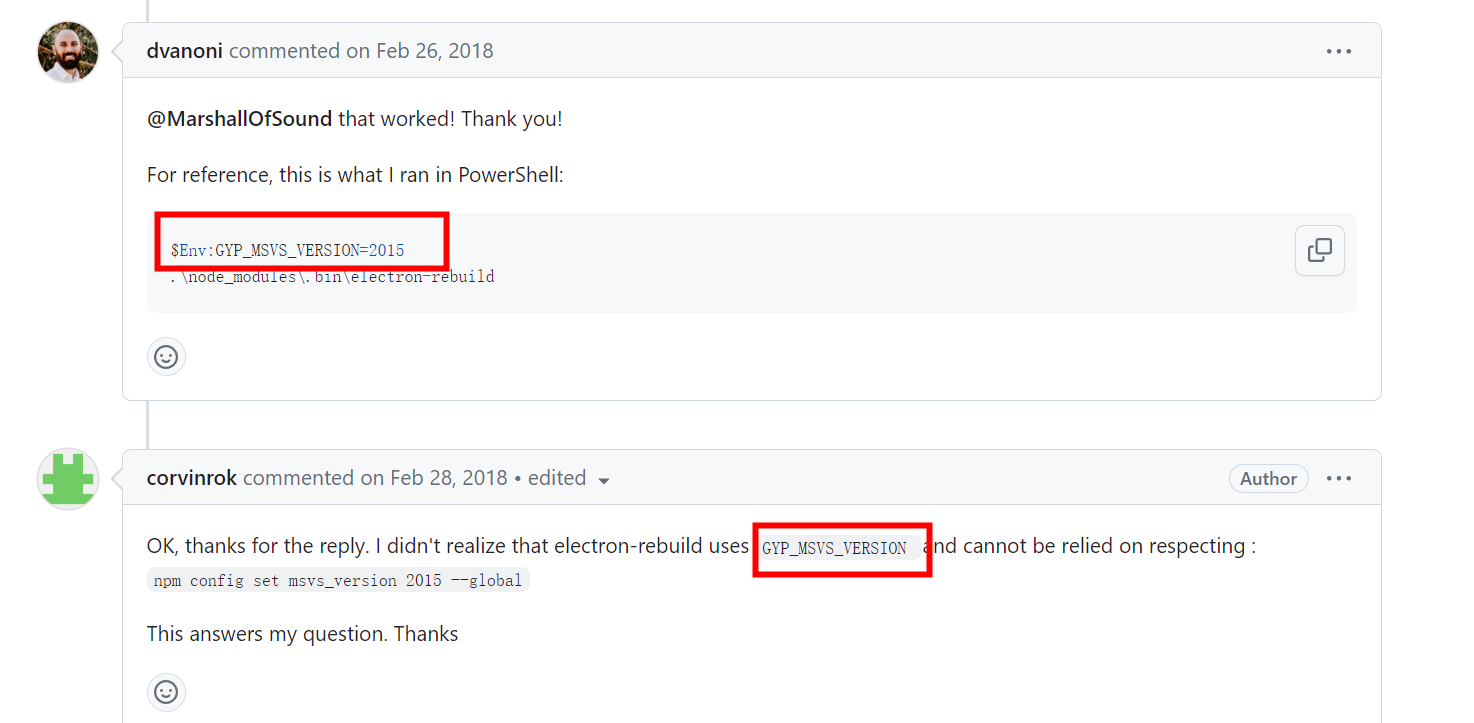 dvanoni commented on Feb 26, 2018
@MarshallOfSound that worked! Thank you!
For reference, this is what I ran in PowerShell:
$Env:GYP_MSVS_VERSION=2015
.\node_modules\.bin\electron-rebuild
corvinrok commented on Feb 28, 2018 • edited
Author
OK, thanks for the reply. I didn't realize that electron-rebuild uses GYP_MSVS_VERSION and cannot be relied on respecting :
npm config set msvs_version 2015 --global
This answers my question. Thanks